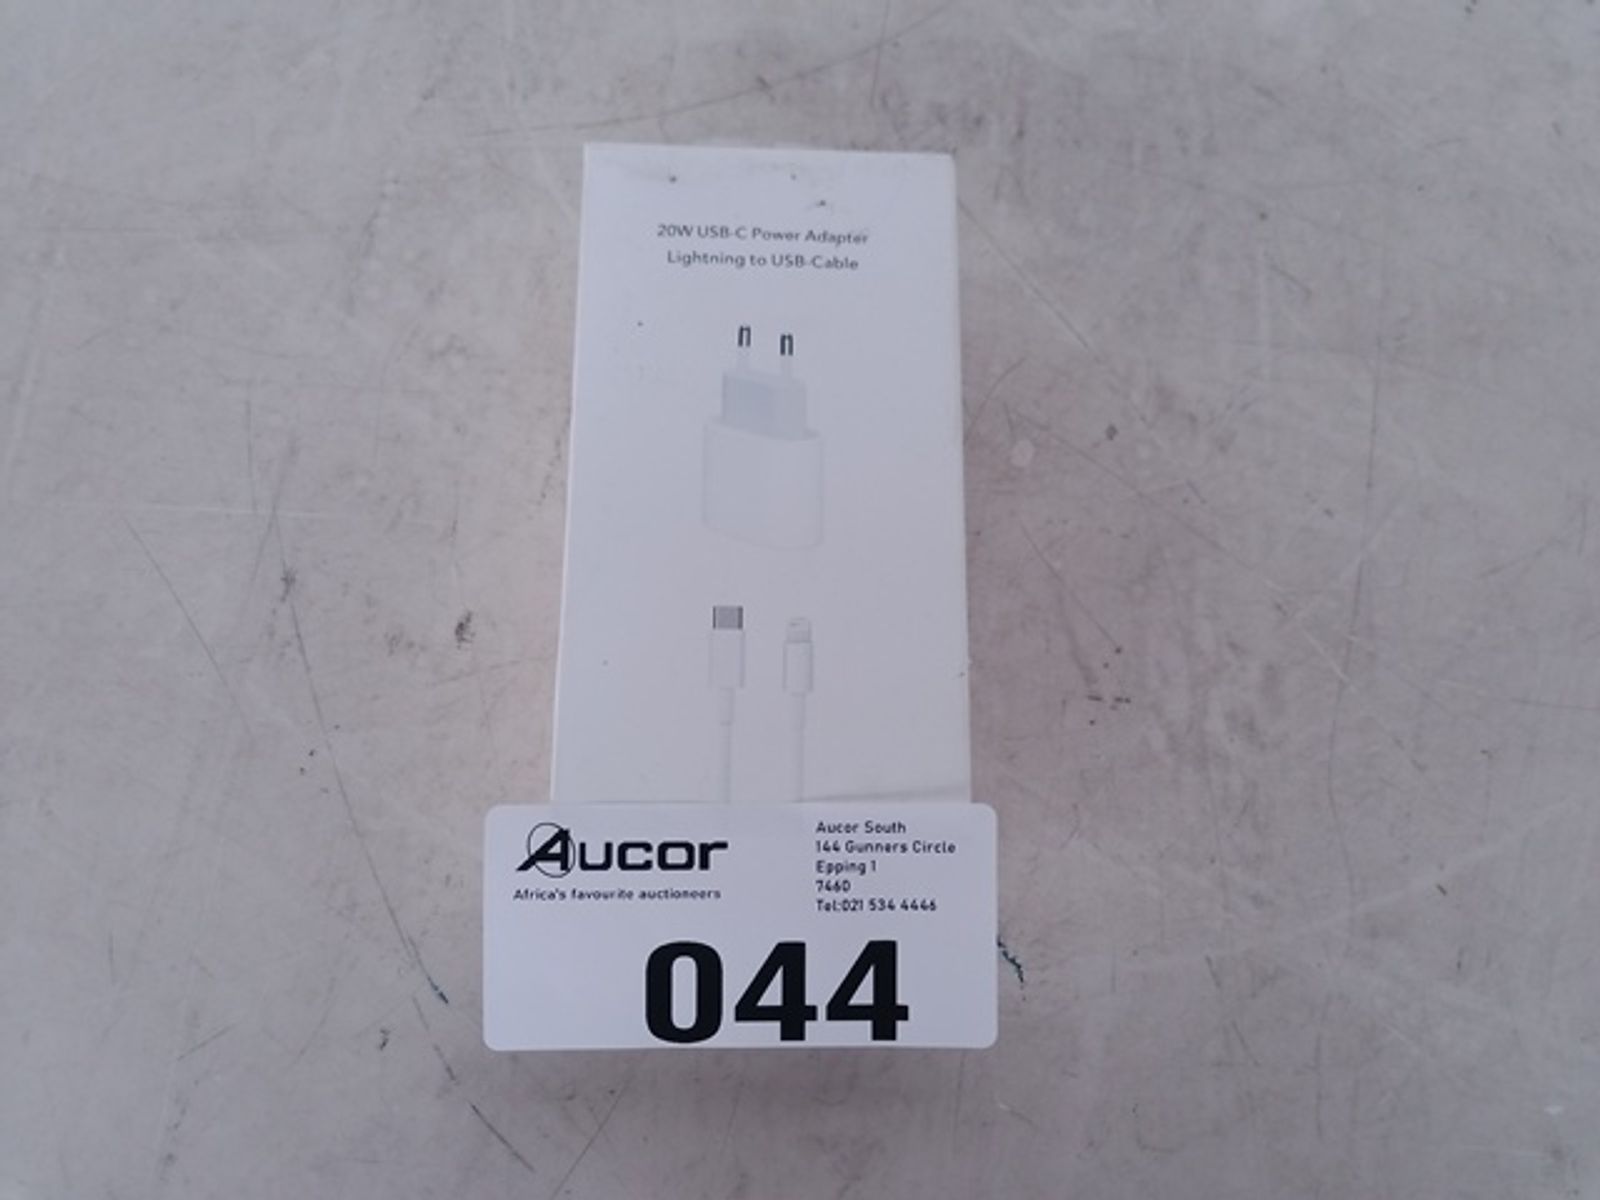 20W USB-C Power Adapter
Lightning to USB-Cable
Aucor
Africa's favourite auctioneers
Aucor South
144 Gunners Circle
Epping 1
7460
Tel:021 534 4446
044